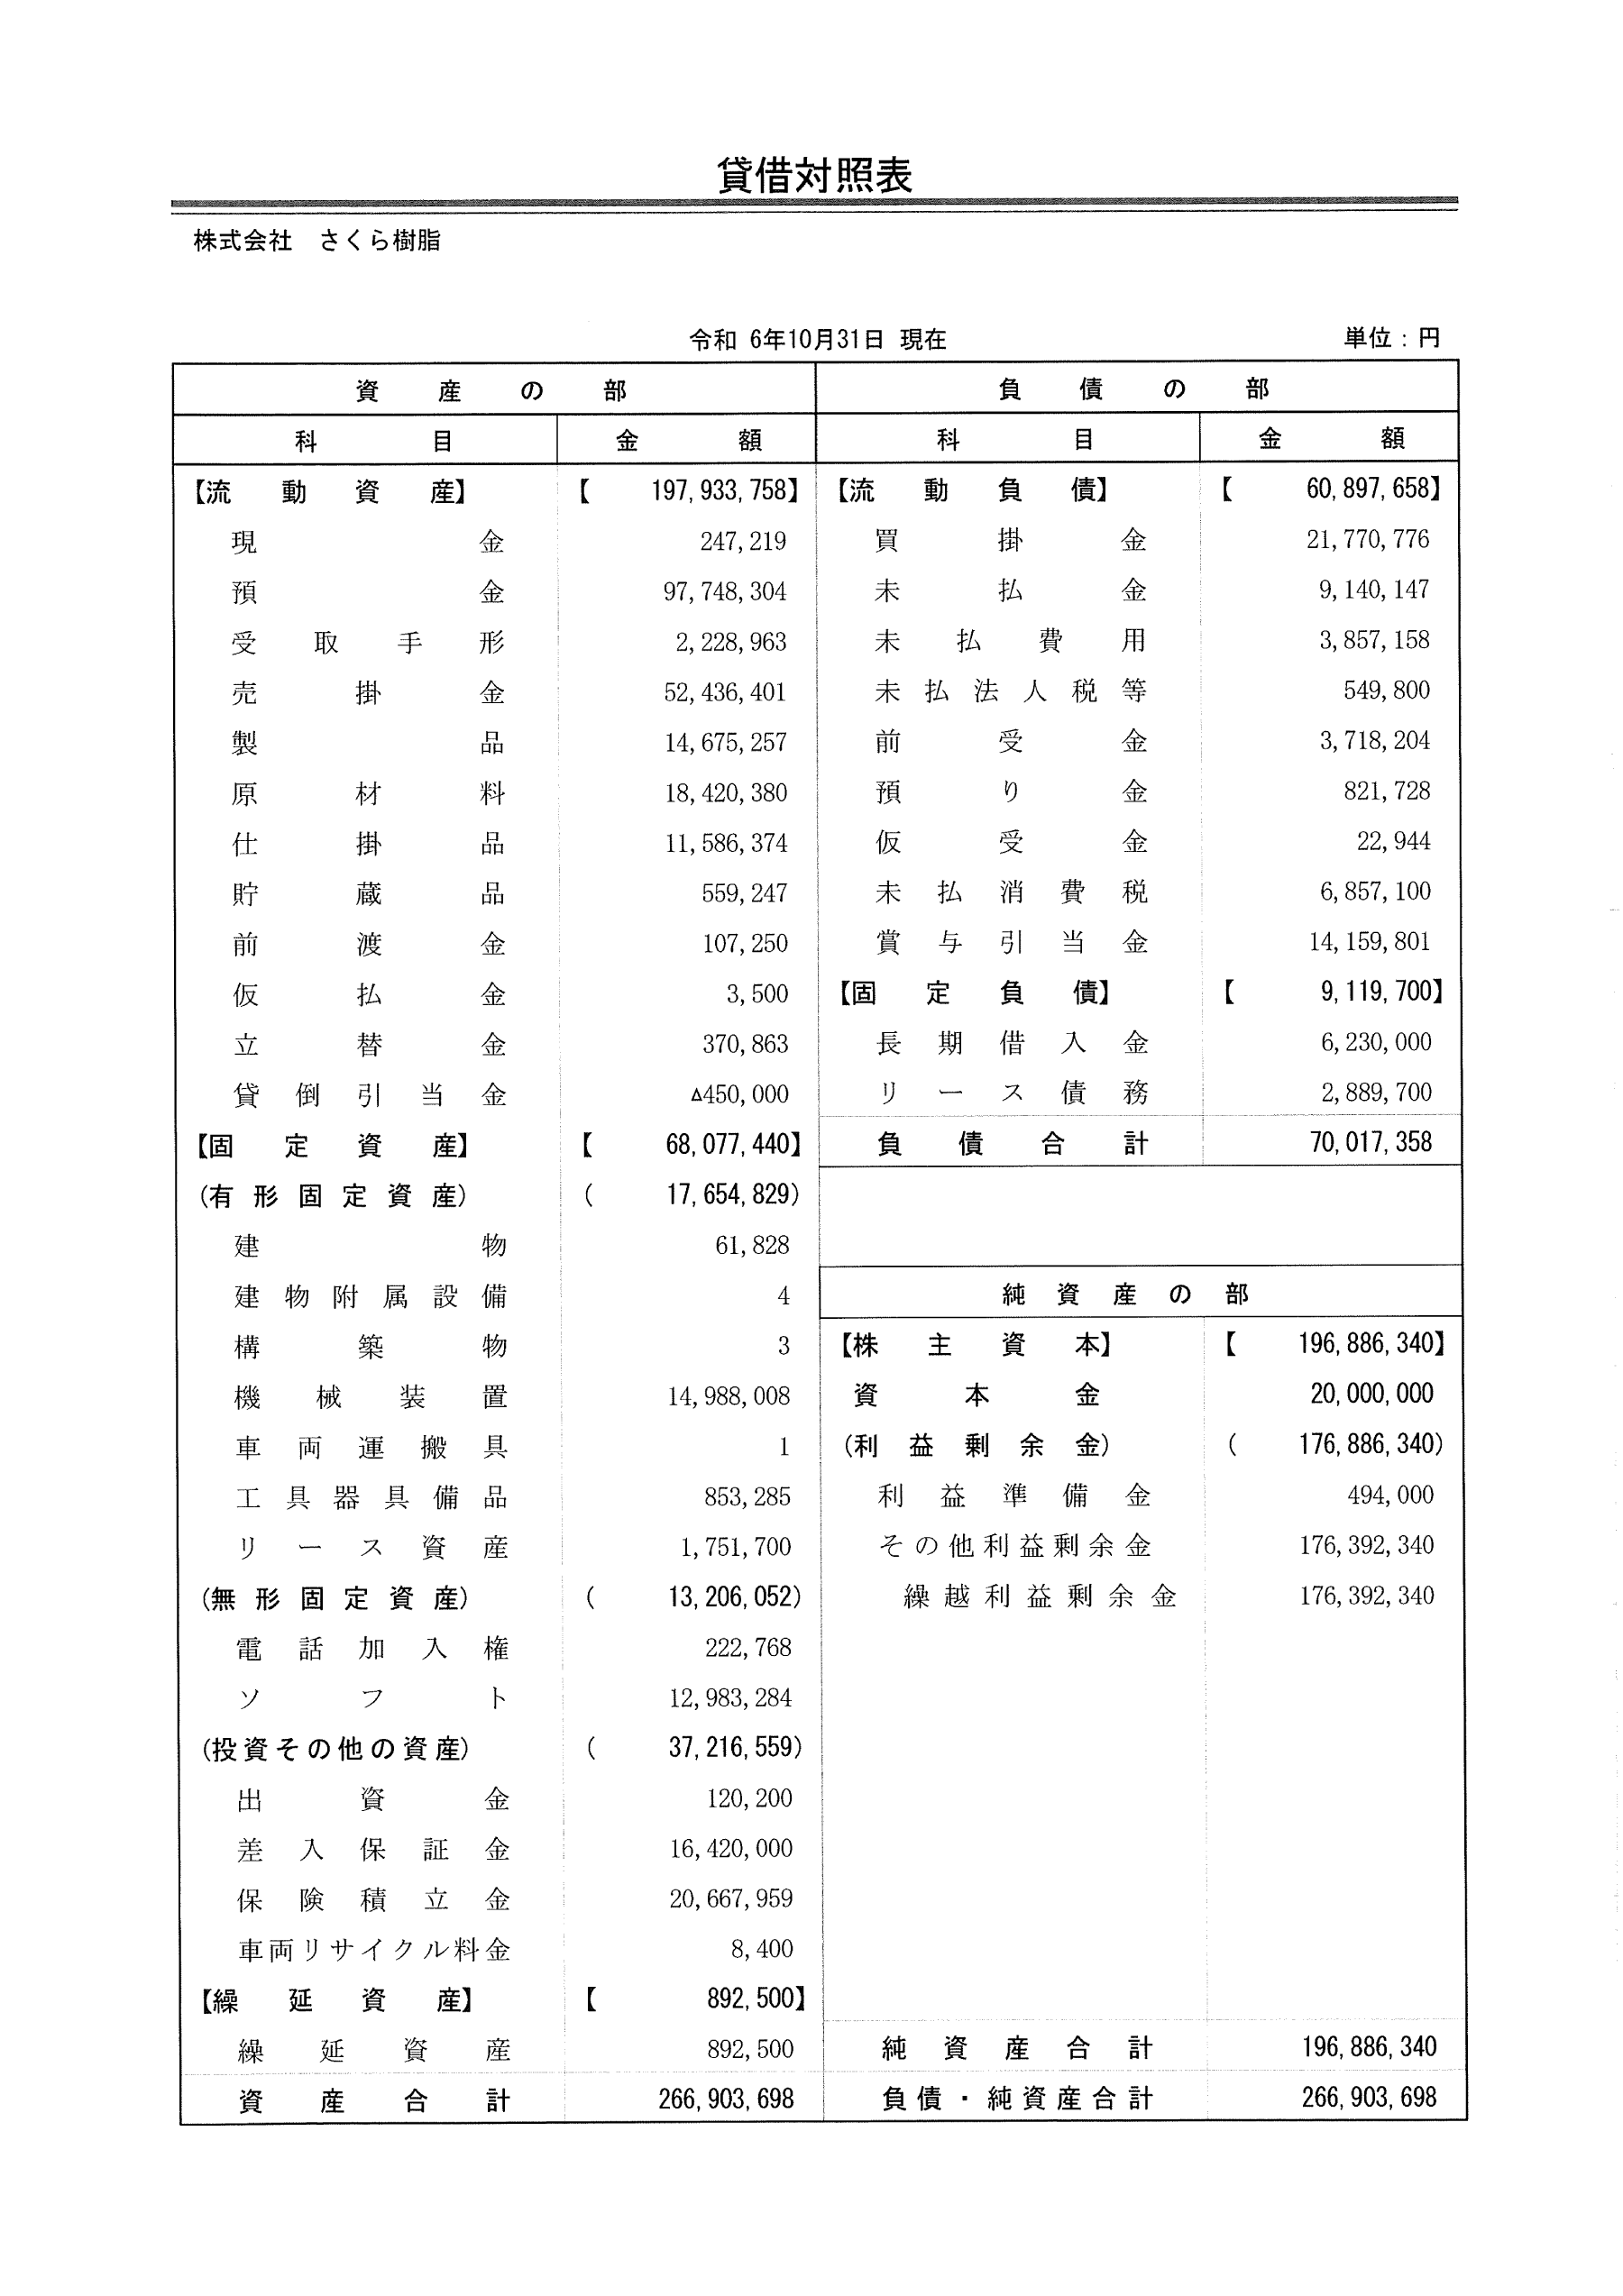 貸借対照表
株式会社 さくら樹脂
令和 6年10月31日 現在 単位：円
資産の部
科目 金額
【流動資産】 【 197,933,758】
現金 247,219
預金 97,748,304
受取手形 2,228,963
売掛金 52,436,401
製品 14,675,257
原材料 18,420,380
仕掛品 11,586,374
貯蔵品 559,247
前渡金 107,250
仮払金 3,500
立替金 370,863
貸倒引当金 △450,000
【固定資産】 【 68,077,440】
(有形固定資産) ( 17,654,829)
建物 61,828
建物附属設備 4
構築物 3
機械装置 14,988,008
車両運搬具 1
工具器具備品 853,285
リース資産 1,751,700
(無形固定資産) ( 13,206,052)
電話加入権 222,768
ソフト 12,983,284
(投資その他の資産) ( 37,216,559)
出資金 120,200
差入保証金 16,420,000
保険積立金 20,667,959
車両リサイクル料金 8,400
【繰延資産】 【 892,500】
繰延資産 892,500
資産合計 266,903,698
負債の部
科目 金額
【流動負債】 【 60,897,658】
買掛金 21,770,776
未払金 9,140,147
未払費用 3,857,158
未払法人税等 549,800
前受金 3,718,204
預り金 821,728
仮受金 22,944
未払消費税 6,857,100
賞与引当金 14,159,801
【固定負債】 【 9,119,700】
長期借入金 6,230,000
リース債務 2,889,700
負債合計 70,017,358
純資産の部
【株主資本】 【 196,886,340】
資本金 20,000,000
(利益剰余金) ( 176,886,340)
利益準備金 494,000
その他利益剰余金 176,392,340
繰越利益剰余金 176,392,340
純資産合計 196,886,340
負債・純資産合計 266,903,698